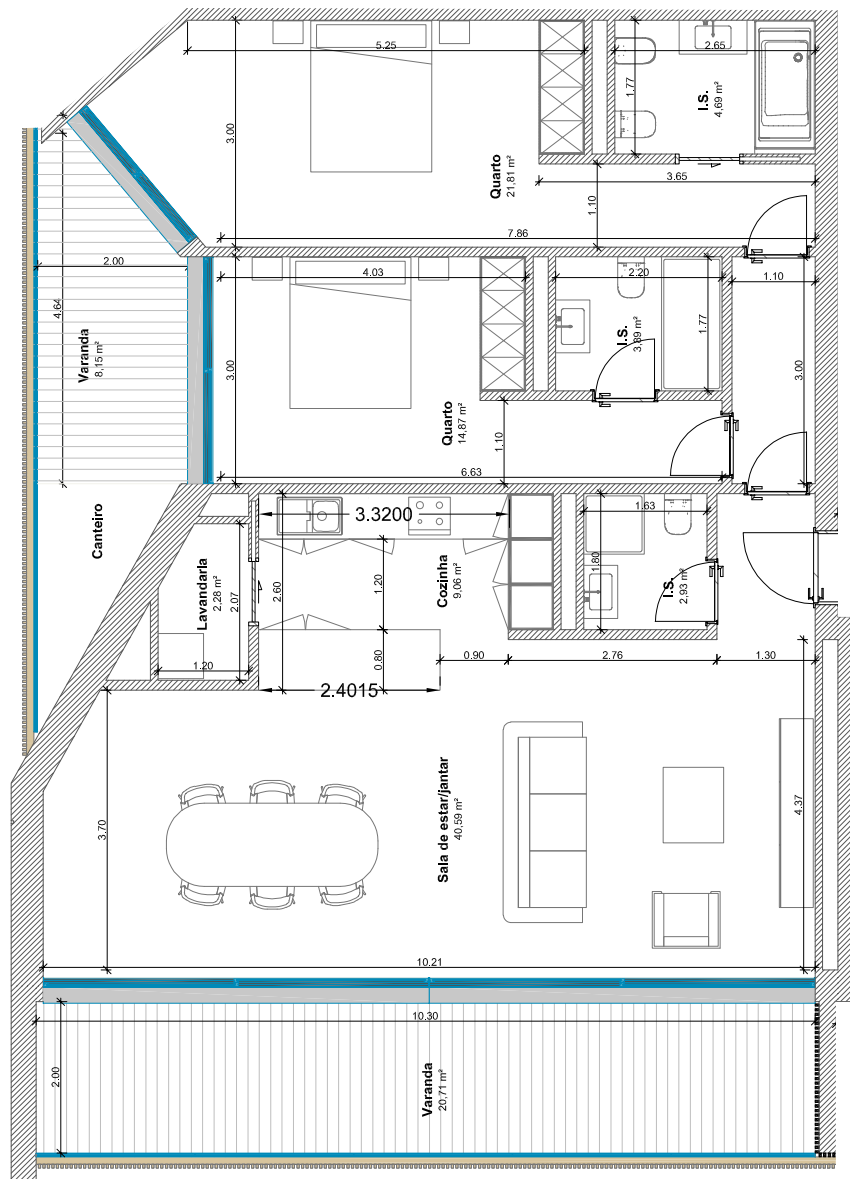 5.25
2.65
1.77
I.S.
4,69 m²
3.00
Quarto
21,81 m²
3.65
1.10
7.86
2.00
4.03
2.20
1.10
4.64
Varanda
8,15 m²
3.00
1.77
I.S.
3,89 m²
3.00
Quarto
14,87 m²
1.10
6.63
Canteiro
3.3200
1.63
Lavandarla
2,28 m²
2.07
2.60
1.20
Cozinha
9,06 m²
1.80
I.S.
2,93 m²
1.20
0.80
0.90
2.76
1.30
2.4015
3.70
Sala de estar/jantar
40,59 m²
4.37
10.21
10.30
2.00
Varanda
20,71 m²